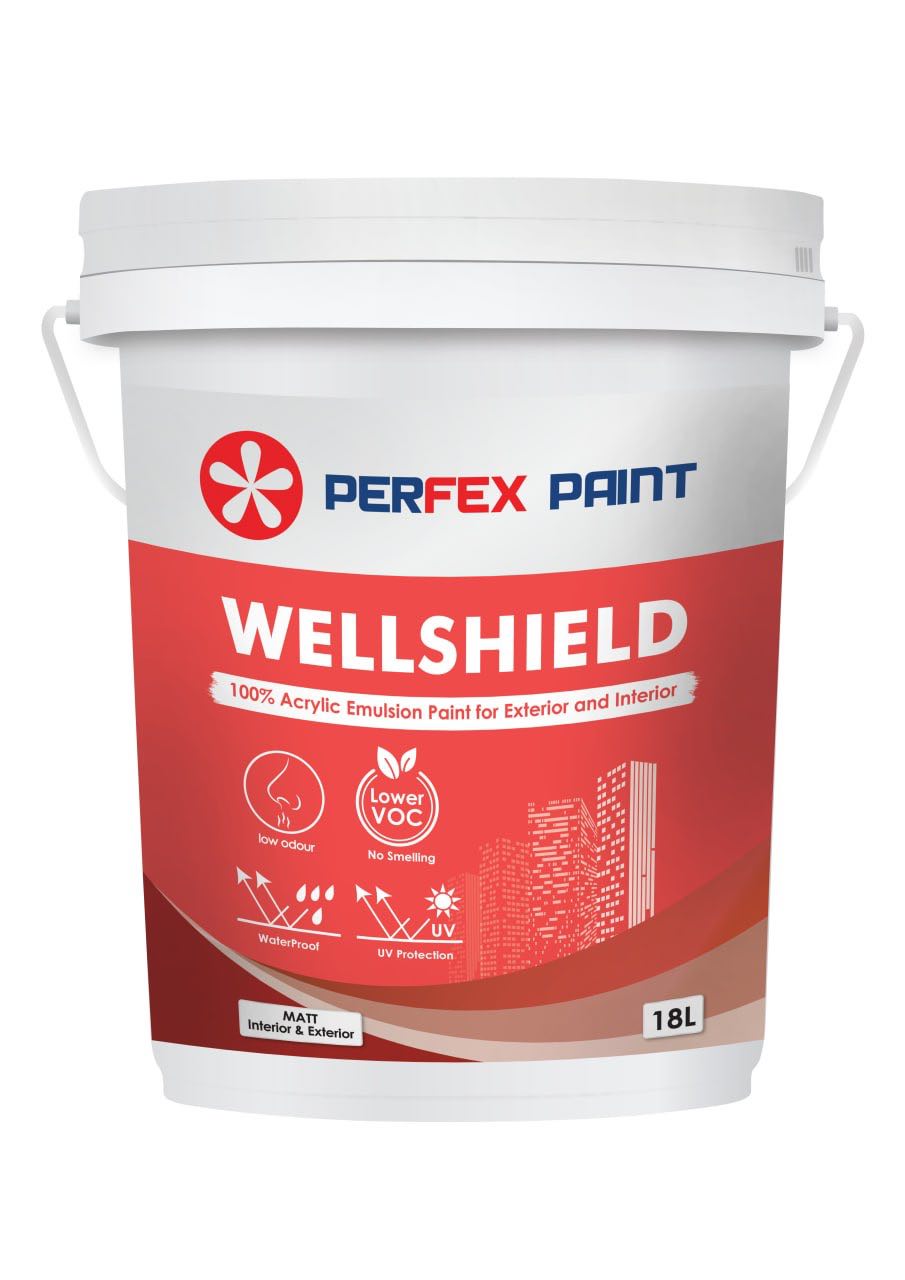 PERFEX PAINT
WELLSHIELD
100% Acrylic Emulsion Paint for Exterior and Interior
low odour
Lower
VOC
No Smelling
WaterProof
UV
UV Protection
MATT
Interior & Exterior
18L